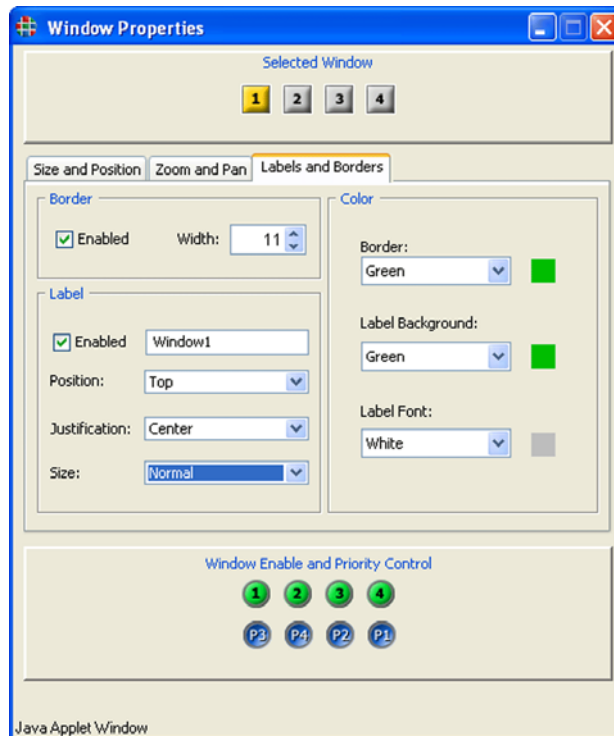 Window Properties
Selected Window
1 2 3 4
Size and Position Zoom and Pan Labels and Borders
Border
Enabled Width: 11
Label
Enabled Window1
Position: Top
Justification: Center
Size: Normal
Color
Border:
Green
Label Background:
Green
Label Font:
White
Window Enable and Priority Control
1 2 3 4
P3 P4 P2 P1
Java Applet Window